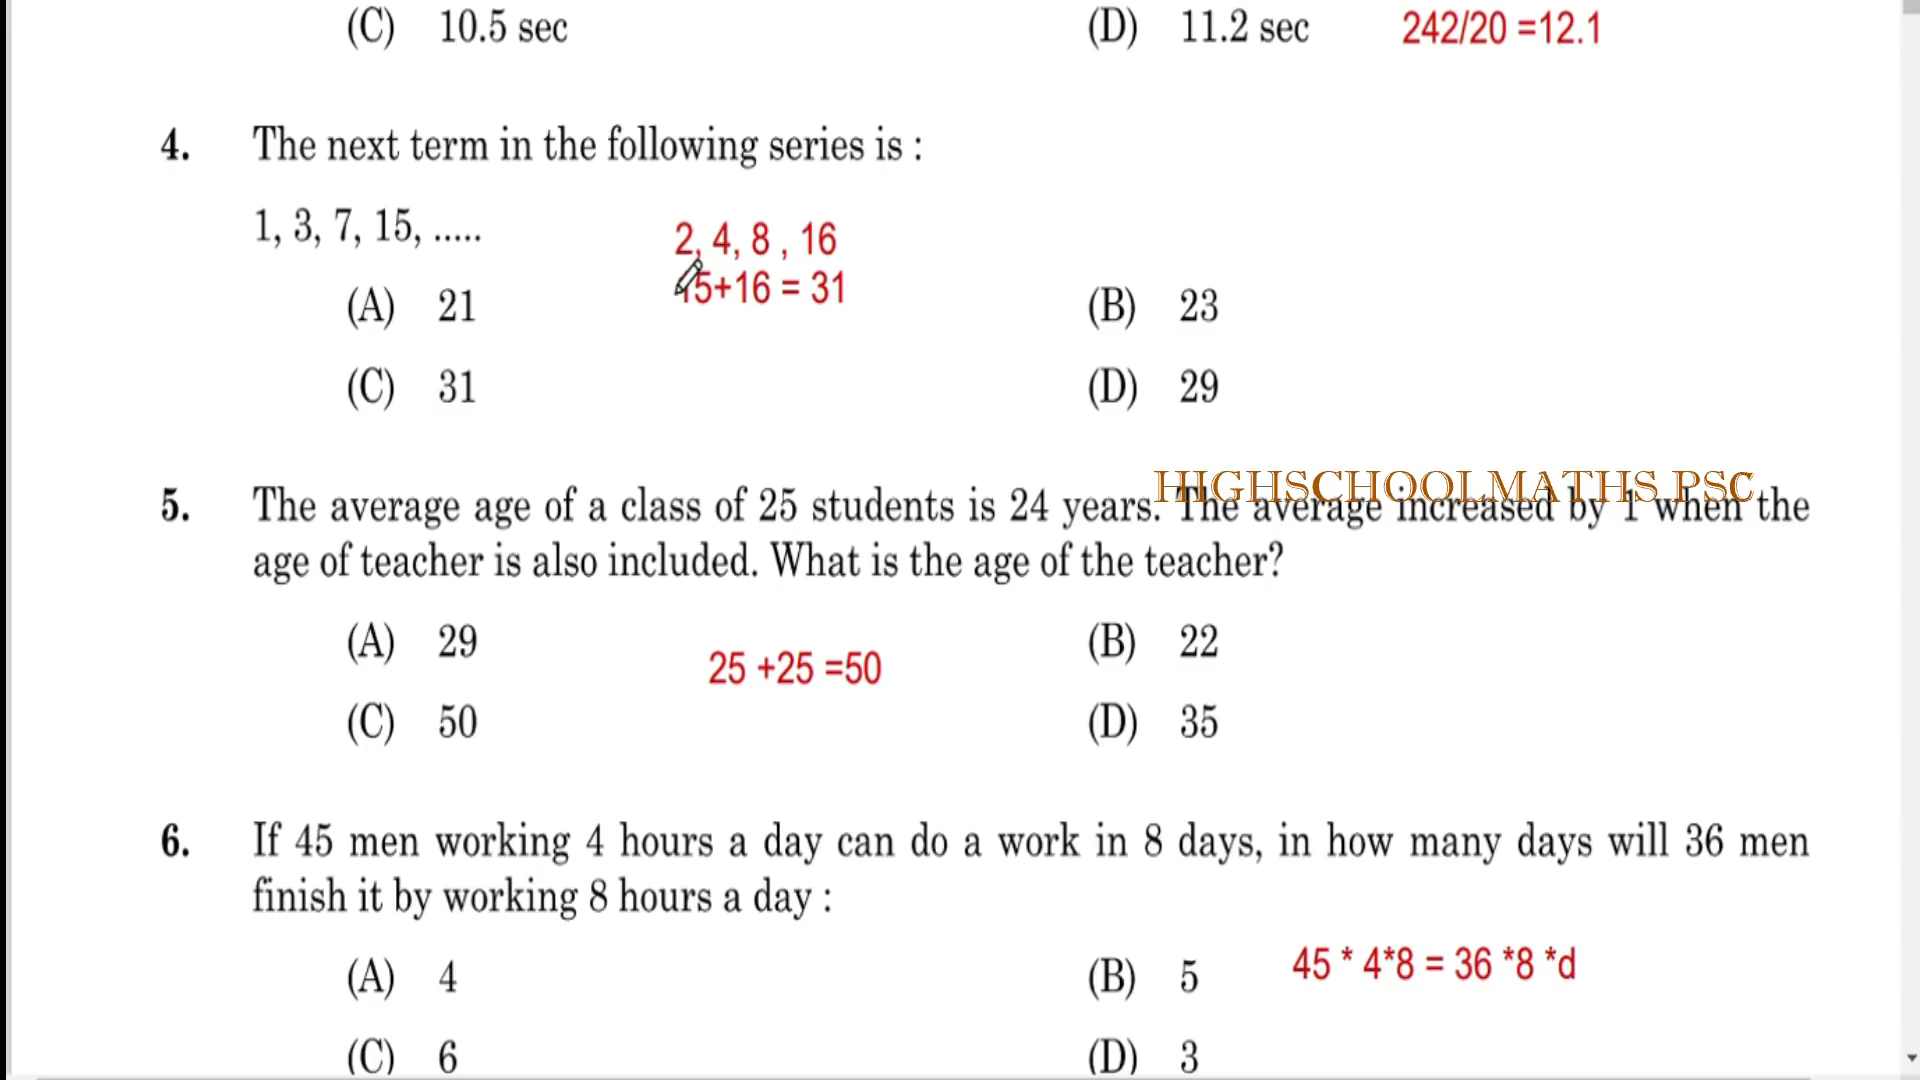 (C) 10.5 sec (D) 11.2 sec 242/20 =12.1
4. The next term in the following series is :
1, 3, 7, 15, .....
2, 4, 8 , 16
15+16 = 31
(A) 21 (B) 23
(C) 31 (D) 29
HIGHSCHOOLMATHS PSC
5. The average age of a class of 25 students is 24 years. The average increased by 1 when the
age of teacher is also included. What is the age of the teacher?
(A) 29 (B) 22
25 +25 =50
(C) 50 (D) 35
6. If 45 men working 4 hours a day can do a work in 8 days, in how many days will 36 men
finish it by working 8 hours a day :
(A) 4 (B) 5 45 * 4*8 = 36 *8 *d
(C) 6 (D) 3